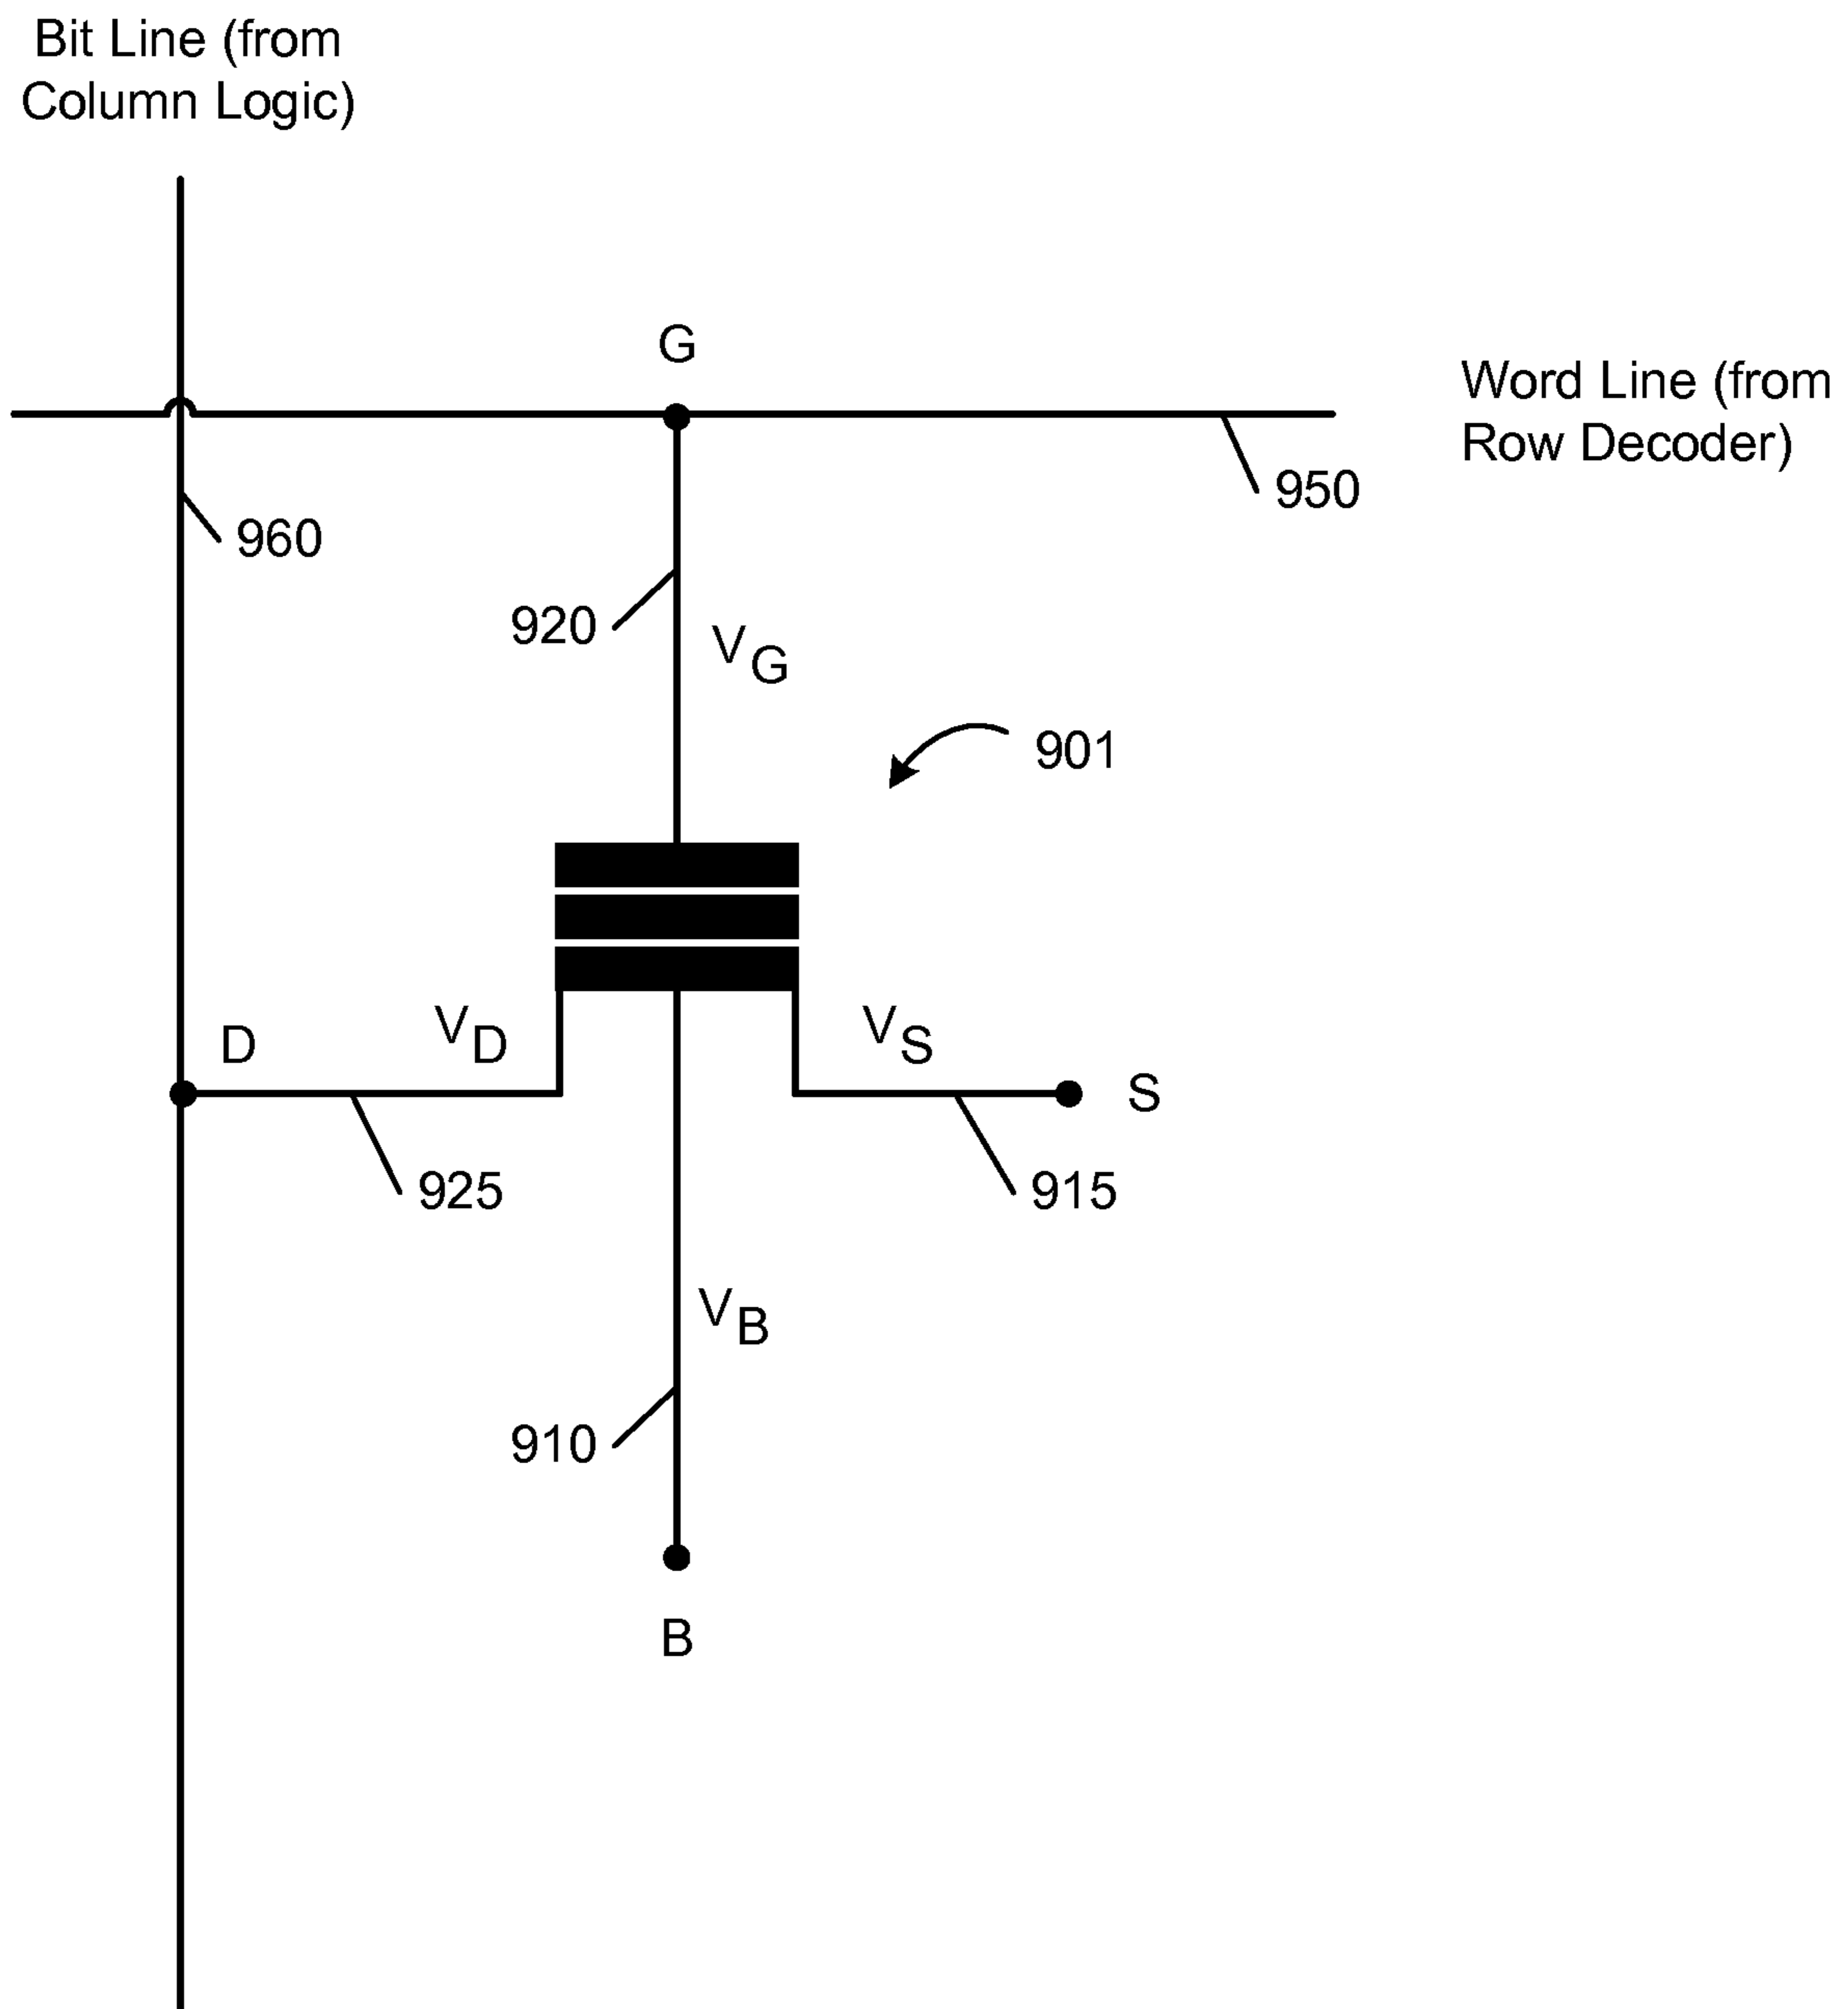 Bit Line (from
Column Logic)
G
Word Line (from
Row Decoder)
950
960
920
VG
901
D
VD
VS
S
925
915
VB
910
B